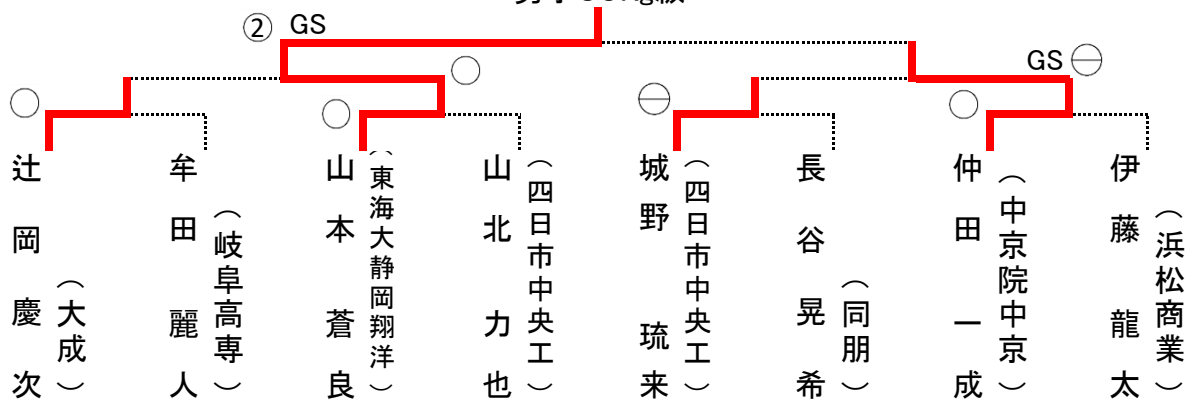 ② GS
GS
辻岡慶次
（大成）
牟田麗人
（岐阜高専）
山本蒼良
（東海大静岡翔洋）
山北力也
（四日市中央工）
城野琉来
（四日市中央工）
長谷晃希
（同朋）
仲田一成
（中京院中京）
伊藤龍太
（浜松商業）